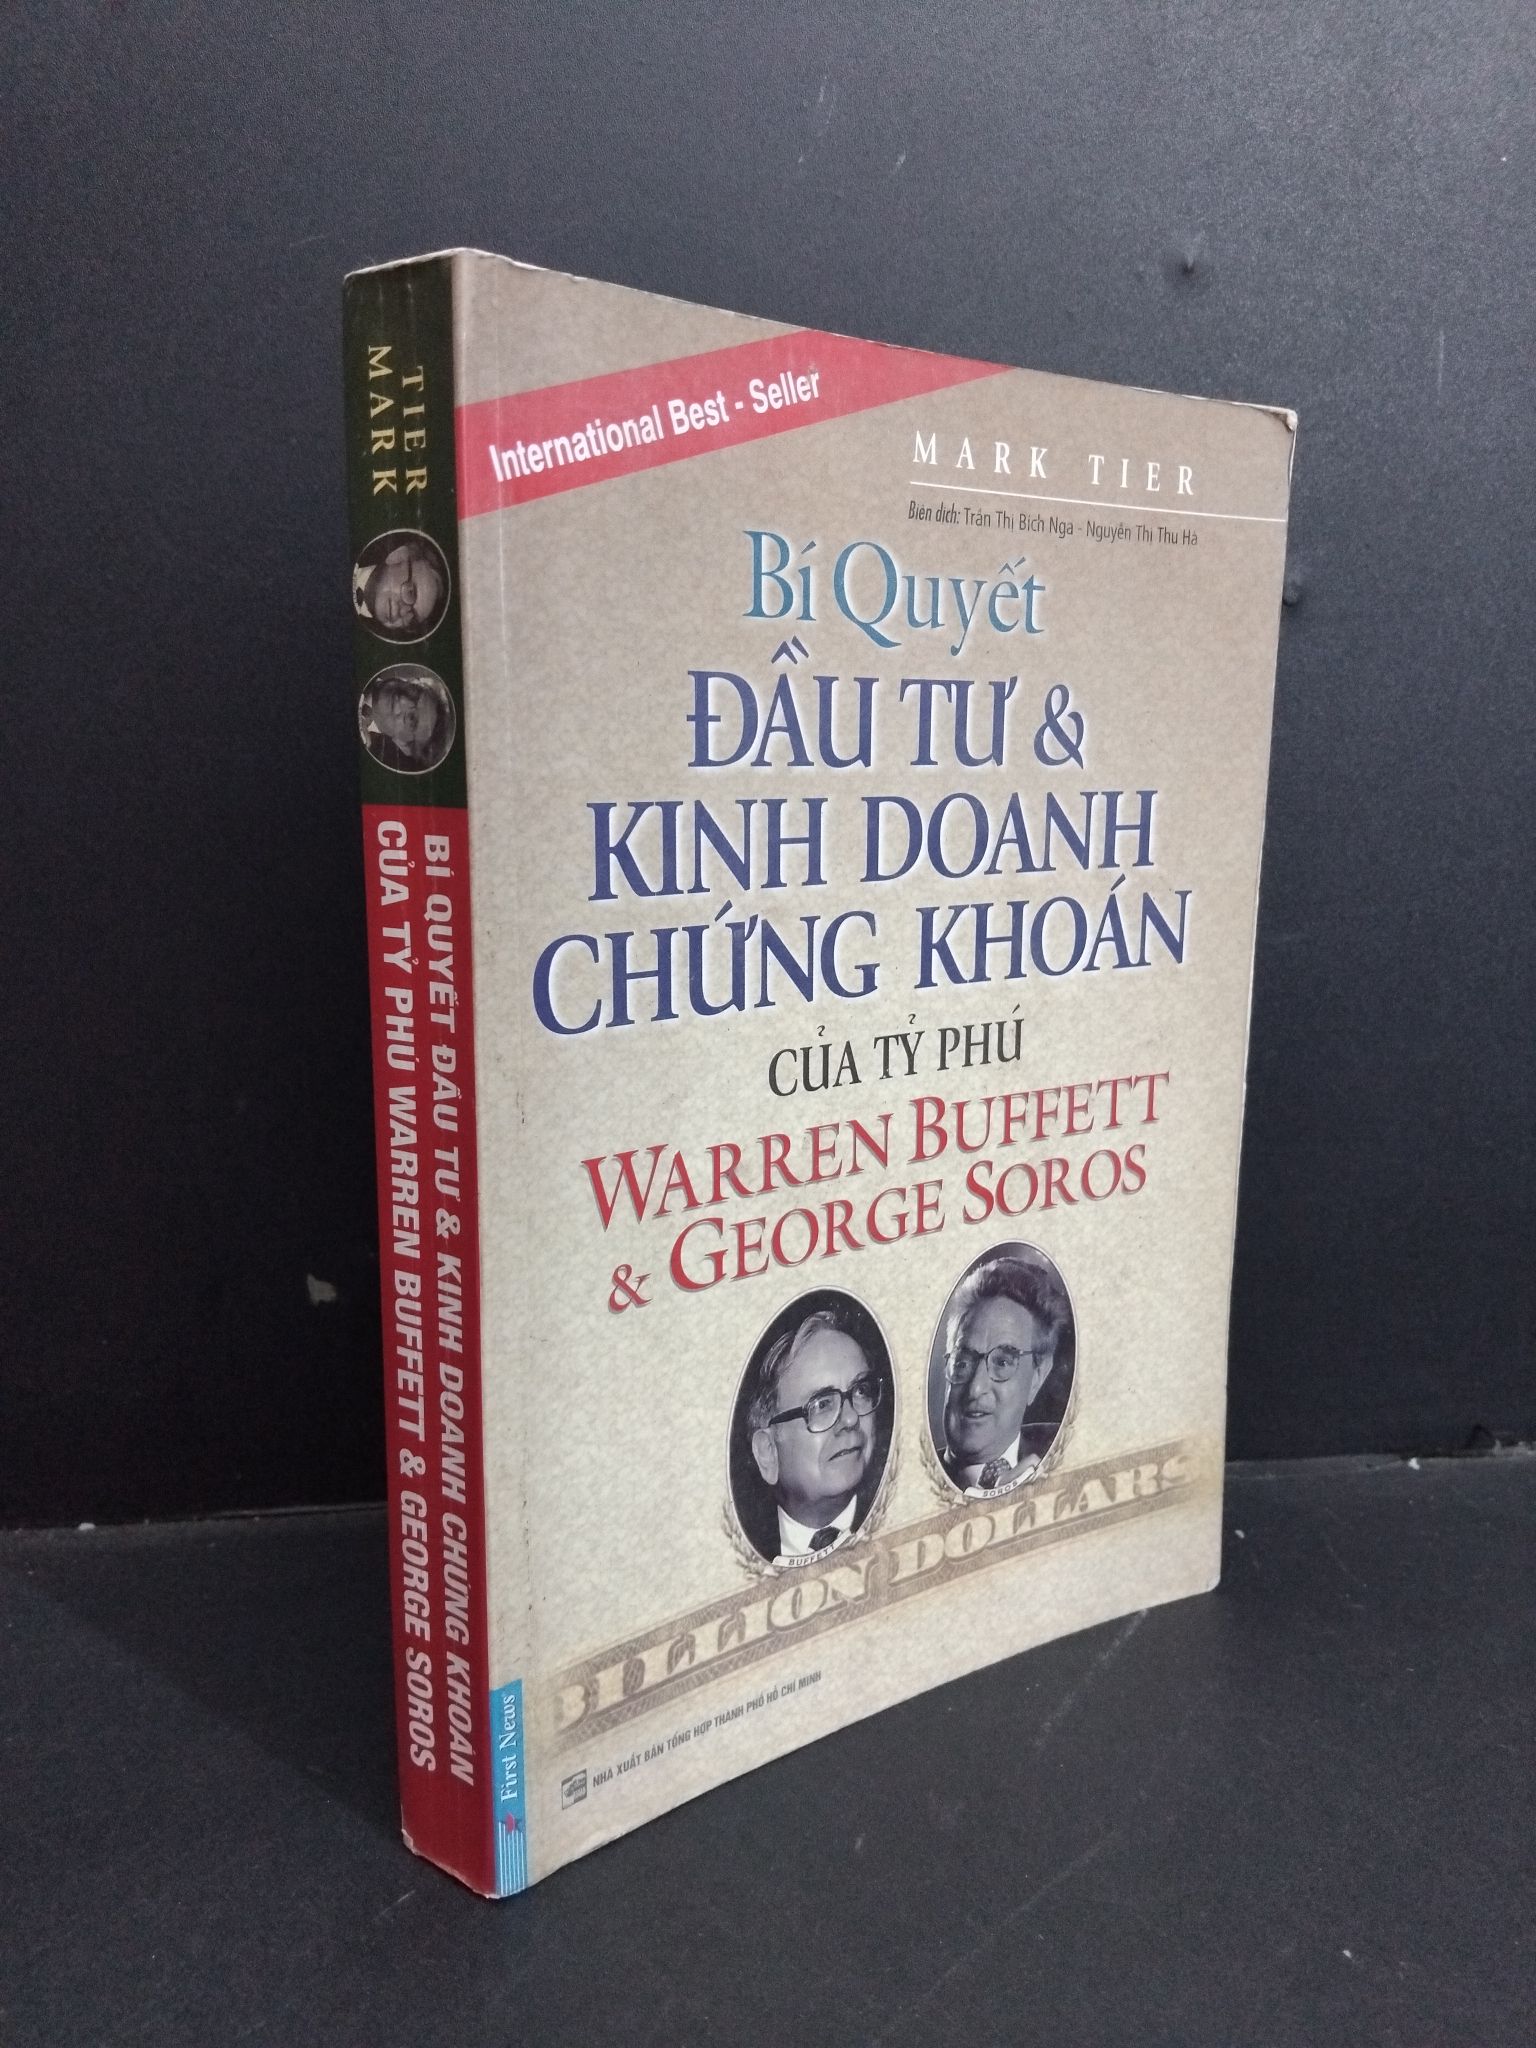 TIER
MARK
BÍ QUYẾT ĐẦU TƯ & KINH DOANH CHỨNG KHOÁN
CỦA TỶ PHÚ WARREN BUFFETT & GEORGE SOROS
First News
International Best - Seller
MARK TIER
Biên dịch: Trần Thị Bích Nga - Nguyễn Thị Thu Hà
Bí Quyết
ĐẦU TƯ &
KINH DOANH
CHỨNG KHOÁN
CỦA TỶ PHÚ
WARREN BUFFETT
& GEORGE SOROS
BUFFETT
SOROS
BILLION DOLLARS
NHÀ XUẤT BẢN TỔNG HỢP THÀNH PHỐ HỒ CHÍ MINH